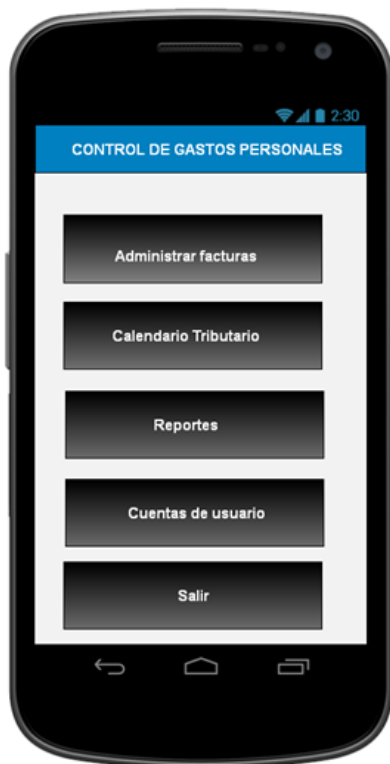 2:30
CONTROL DE GASTOS PERSONALES
Administrar facturas
Calendario Tributario
Reportes
Cuentas de usuario
Salir